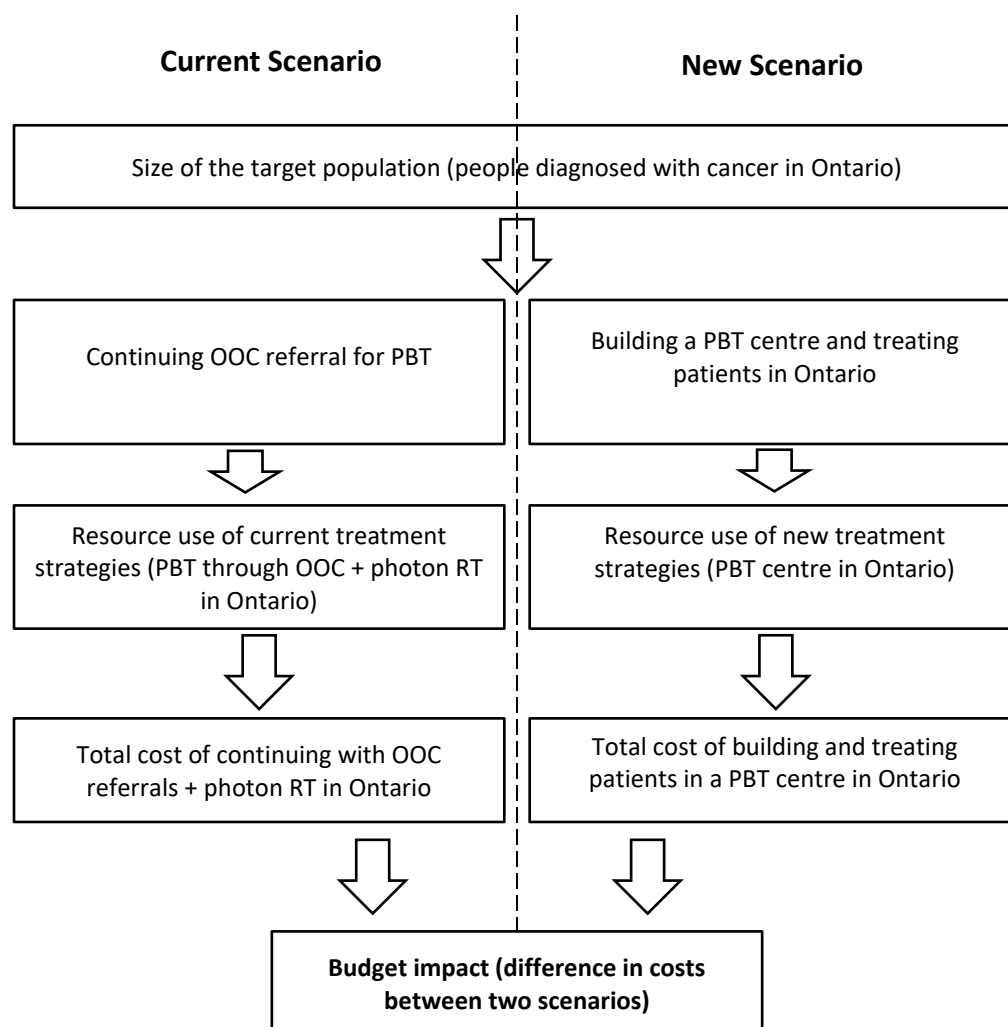 Current Scenario
New Scenario
Size of the target population (people diagnosed with cancer in Ontario)
Continuing OOC referral for PBT
Building a PBT centre and treating
patients in Ontario
Resource use of current treatment
strategies (PBT through OOC + photon RT
in Ontario)
Resource use of new treatment
strategies (PBT centre in Ontario)
Total cost of continuing with OOC
referrals + photon RT in Ontario
Total cost of building and treating
patients in a PBT centre in Ontario
Budget impact (difference in costs
between two scenarios)